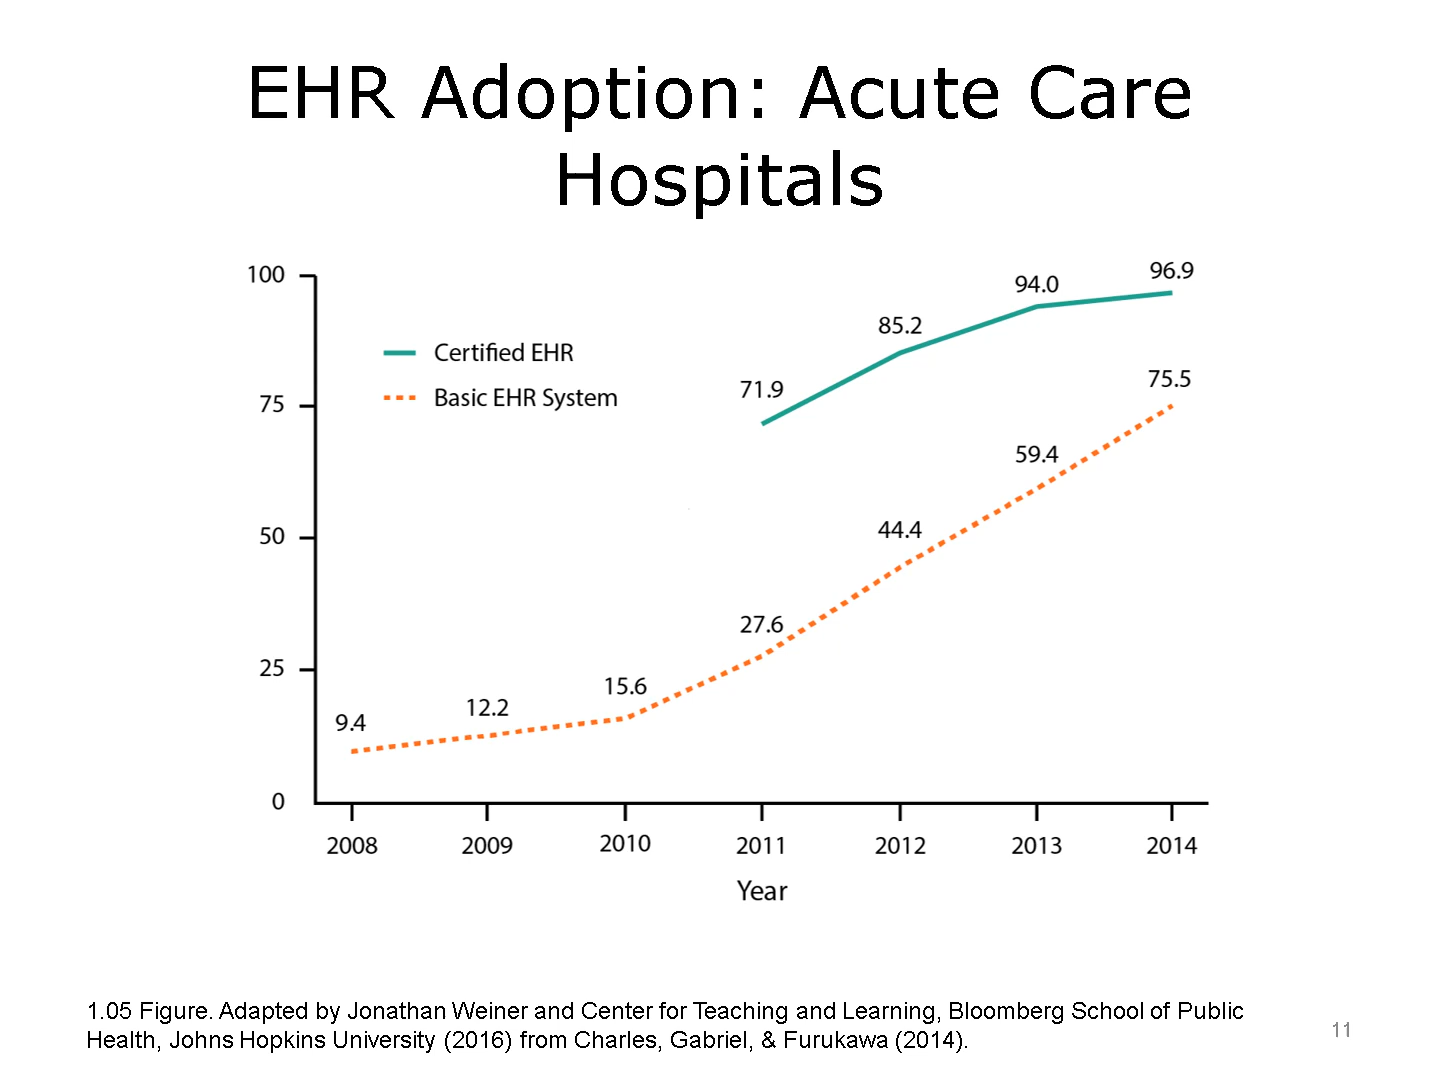 EHR Adoption: Acute Care
Hospitals
100
96.9
94.0
85.2
Certified EHR
71.9
75.5
Basic EHR System
75
59.4
50
44.4
27.6
25
15.6
12.2
9.4
0
2008 2009 2010 2011 2012 2013 2014
Year
1.05 Figure. Adapted by Jonathan Weiner and Center for Teaching and Learning, Bloomberg School of Public
Health, Johns Hopkins University (2016) from Charles, Gabriel, & Furukawa (2014).
11